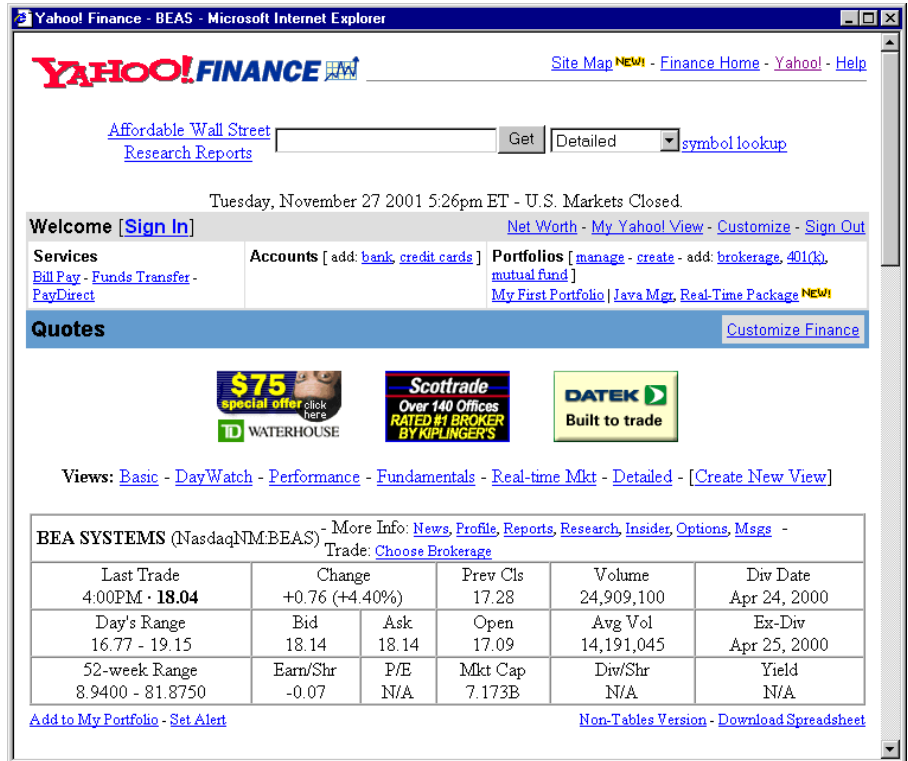 Yahoo! Finance - BEAS - Microsoft Internet Explorer
YAHOO! FINANCE
Site Map NEW! - Finance Home - Yahoo! - Help
Affordable Wall Street
Research Reports
Get
Detailed
symbol lookup
Tuesday, November 27 2001 5:26pm ET - U.S. Markets Closed.
Welcome [Sign In]
Net Worth - My Yahoo! View - Customize - Sign Out
Services
Bill Pay - Funds Transfer -
PayDirect
Accounts [ add: bank, credit cards ]
Portfolios [ manage - create - add: brokerage, 401(k),
mutual fund ]
My First Portfolio | Java Mgr, Real-Time Package NEW!
Quotes
Customize Finance
$75
special offer click
here
TD WATERHOUSE
Scottrade
Over 140 Offices
RATED #1 BROKER
BY KIPLINGER'S
DATEK
Built to trade
Views: Basic - DayWatch - Performance - Fundamentals - Real-time Mkt - Detailed - [Create New View]
BEA SYSTEMS (NasdaqNM:BEAS) - More Info: News, Profile, Reports, Research, Insider, Options, Msgs -
Trade: Choose Brokerage
Last Trade
4:00PM · 18.04
Change
+0.76 (+4.40%)
Prev Cls
17.28
Volume
24,909,100
Div Date
Apr 24, 2000
Day's Range
16.77 - 19.15
Bid
18.14
Ask
18.14
Open
17.09
Avg Vol
14,191,045
Ex-Div
Apr 25, 2000
52-week Range
8.9400 - 81.8750
Earn/Shr
-0.07
P/E
N/A
Mkt Cap
7.173B
Div/Shr
N/A
Yield
N/A
Add to My Portfolio - Set Alert
Non-Tables Version - Download Spreadsheet